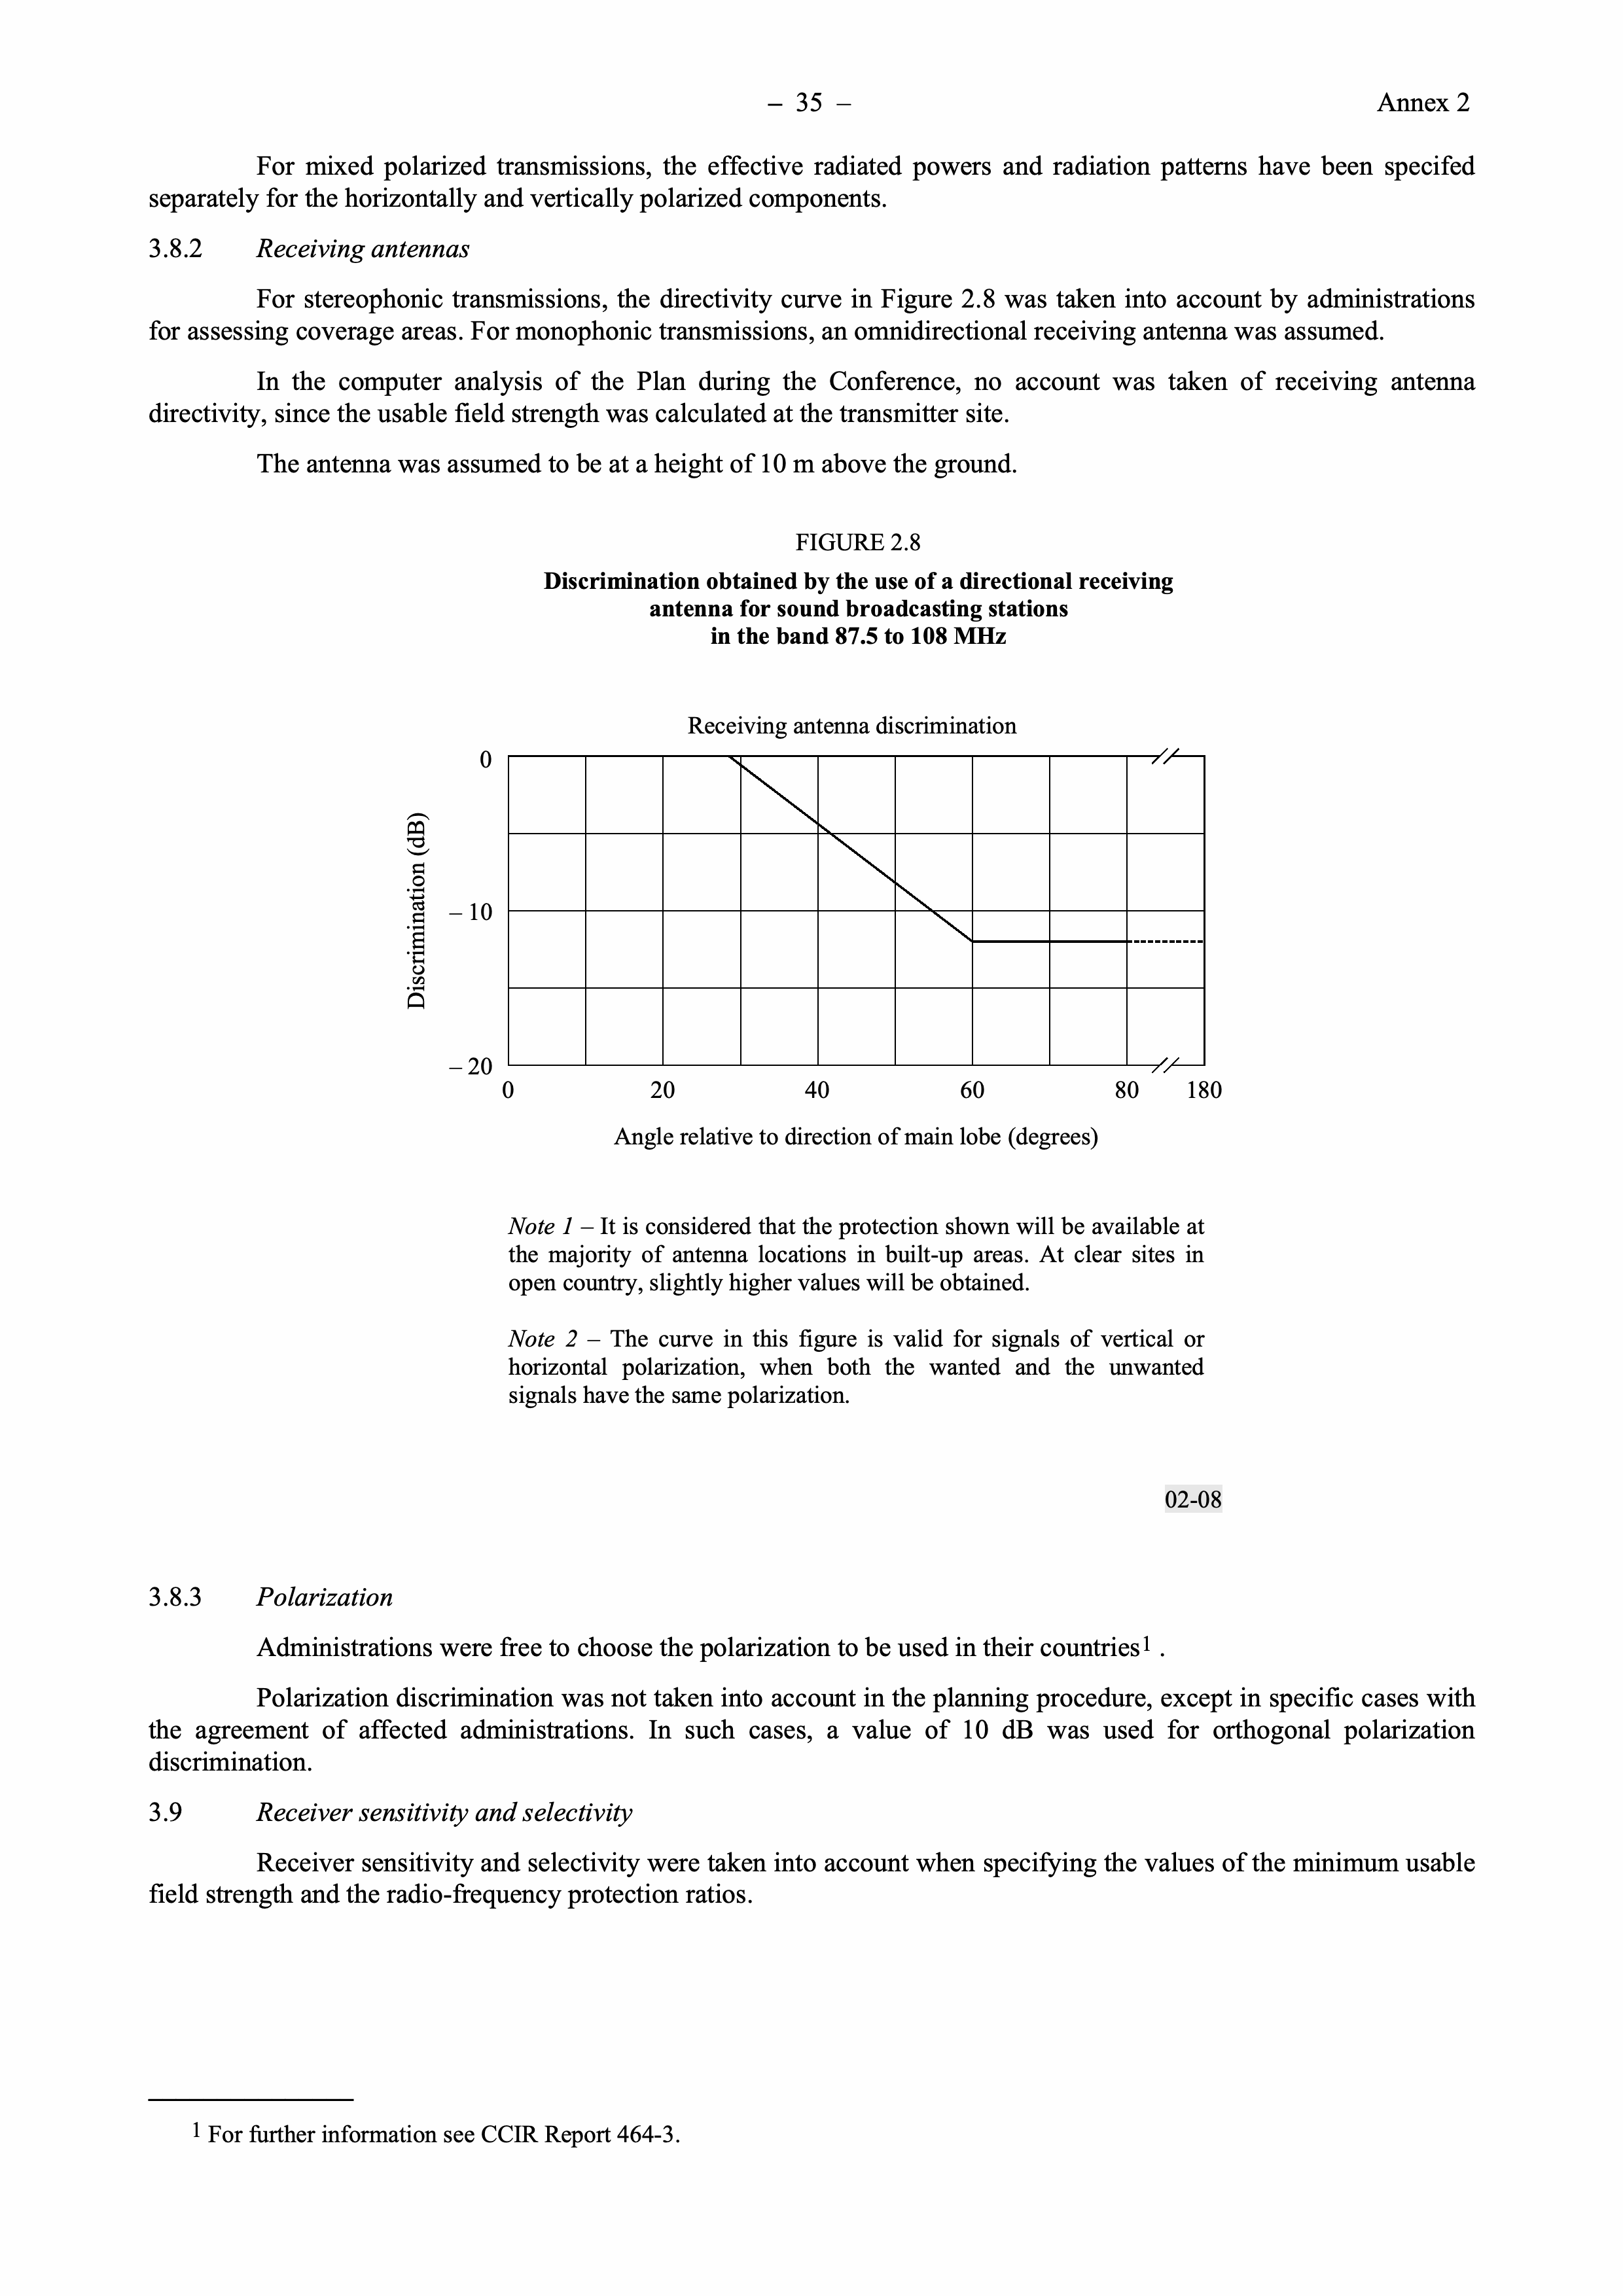 – 35 –
Annex 2
For mixed polarized transmissions, the effective radiated powers and radiation patterns have been specifed
separately for the horizontally and vertically polarized components.
3.8.2 Receiving antennas
For stereophonic transmissions, the directivity curve in Figure 2.8 was taken into account by administrations
for assessing coverage areas. For monophonic transmissions, an omnidirectional receiving antenna was assumed.
In the computer analysis of the Plan during the Conference, no account was taken of receiving antenna
directivity, since the usable field strength was calculated at the transmitter site.
The antenna was assumed to be at a height of 10 m above the ground.
FIGURE 2.8
Discrimination obtained by the use of a directional receiving
antenna for sound broadcasting stations
in the band 87.5 to 108 MHz
Receiving antenna discrimination
Discrimination (dB)
0
– 10
– 20
0 20 40 60 80 180
Angle relative to direction of main lobe (degrees)
Note 1 – It is considered that the protection shown will be available at
the majority of antenna locations in built-up areas. At clear sites in
open country, slightly higher values will be obtained.
Note 2 – The curve in this figure is valid for signals of vertical or
horizontal polarization, when both the wanted and the unwanted
signals have the same polarization.
02-08
3.8.3 Polarization
Administrations were free to choose the polarization to be used in their countries1 .
Polarization discrimination was not taken into account in the planning procedure, except in specific cases with
the agreement of affected administrations. In such cases, a value of 10 dB was used for orthogonal polarization
discrimination.
3.9 Receiver sensitivity and selectivity
Receiver sensitivity and selectivity were taken into account when specifying the values of the minimum usable
field strength and the radio-frequency protection ratios.
1 For further information see CCIR Report 464-3.